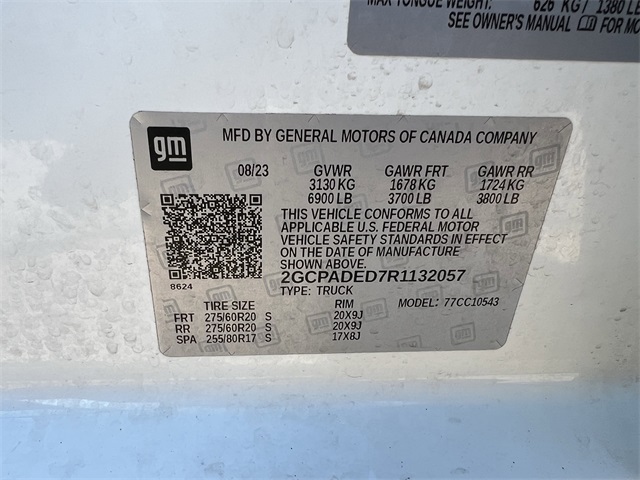 MAX TONGUE WEIGHT: 626 KG / 1380 LB
SEE OWNER'S MANUAL FOR MO
gm
MFD BY GENERAL MOTORS OF CANADA COMPANY
08/23 GVWR GAWR FRT GAWR RR
3130 KG 1678 KG 1724 KG
6900 LB 3700 LB 3800 LB
THIS VEHICLE CONFORMS TO ALL
APPLICABLE U.S. FEDERAL MOTOR
VEHICLE SAFETY STANDARDS IN EFFECT
ON THE DATE OF MANUFACTURE
SHOWN ABOVE.
2GCPADED7R1132057
8624
TYPE: TRUCK MODEL: 77CC10543
TIRE SIZE RIM
FRT 275/60R20 S 20X9J
RR 275/60R20 S 20X9J
SPA 255/80R17 S 17X8J